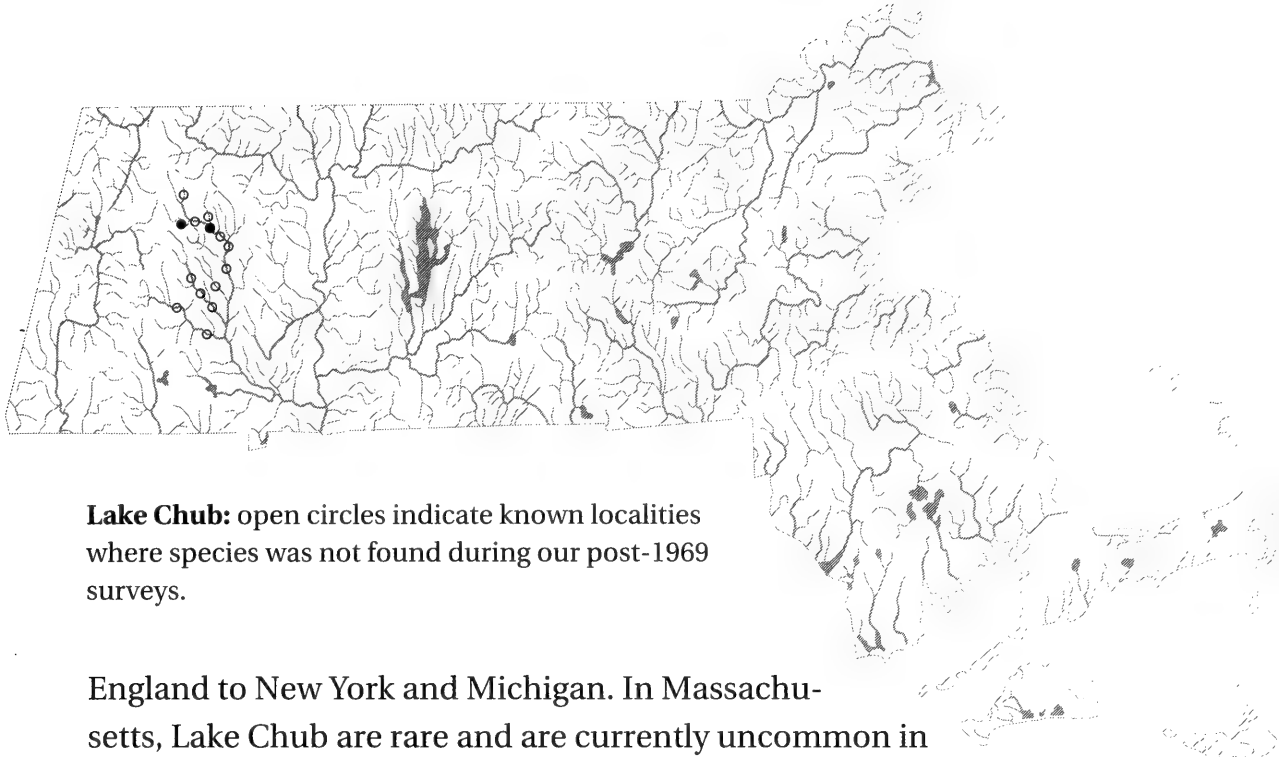 Lake Chub: open circles indicate known localities
where species was not found during our post-1969
surveys.
England to New York and Michigan. In Massachu-
setts, Lake Chub are rare and are currently uncommon in